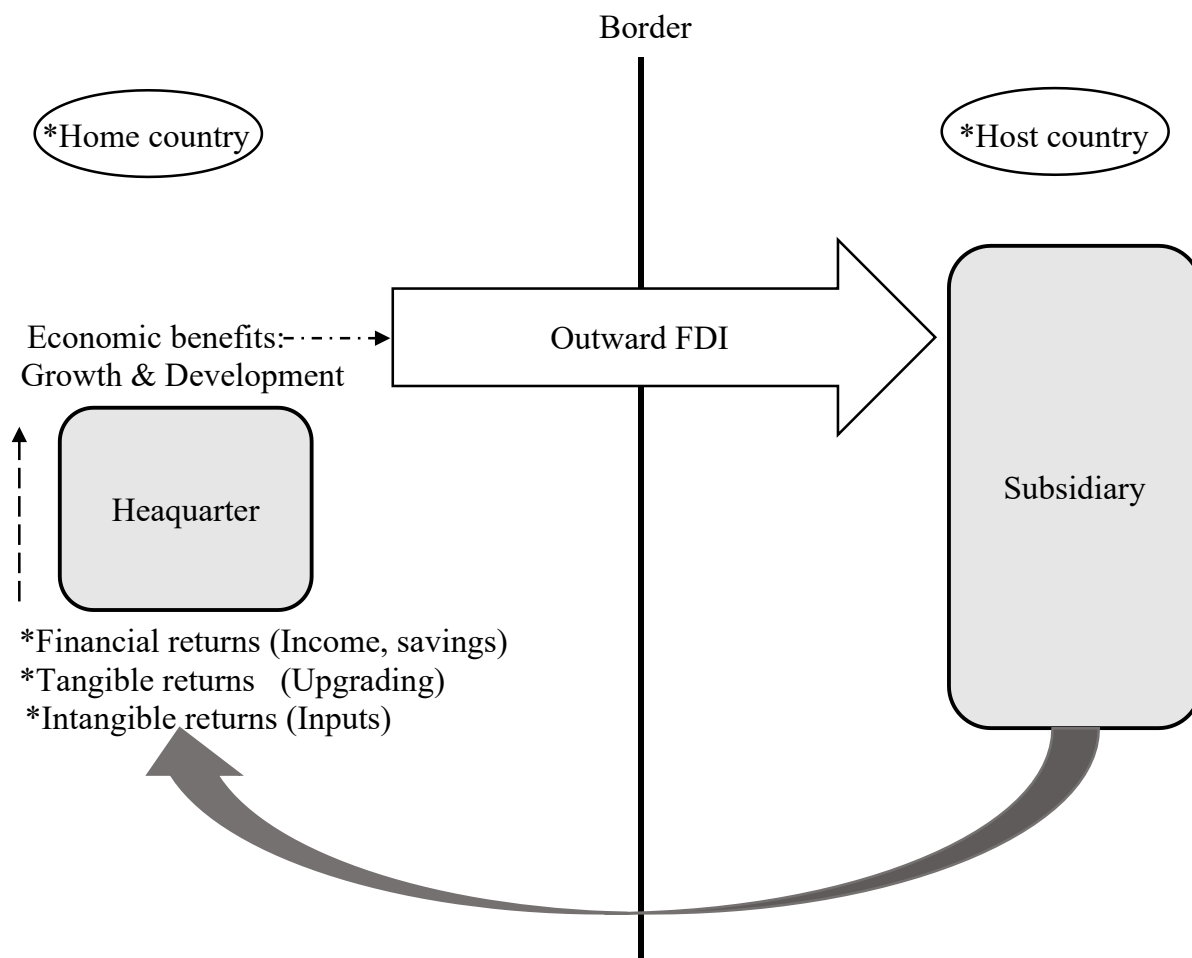 Border
*Home country
*Host country
Economic benefits:
Growth & Development
Outward FDI
Heaquarter
Subsidiary
*Financial returns (Income, savings)
*Tangible returns (Upgrading)
*Intangible returns (Inputs)